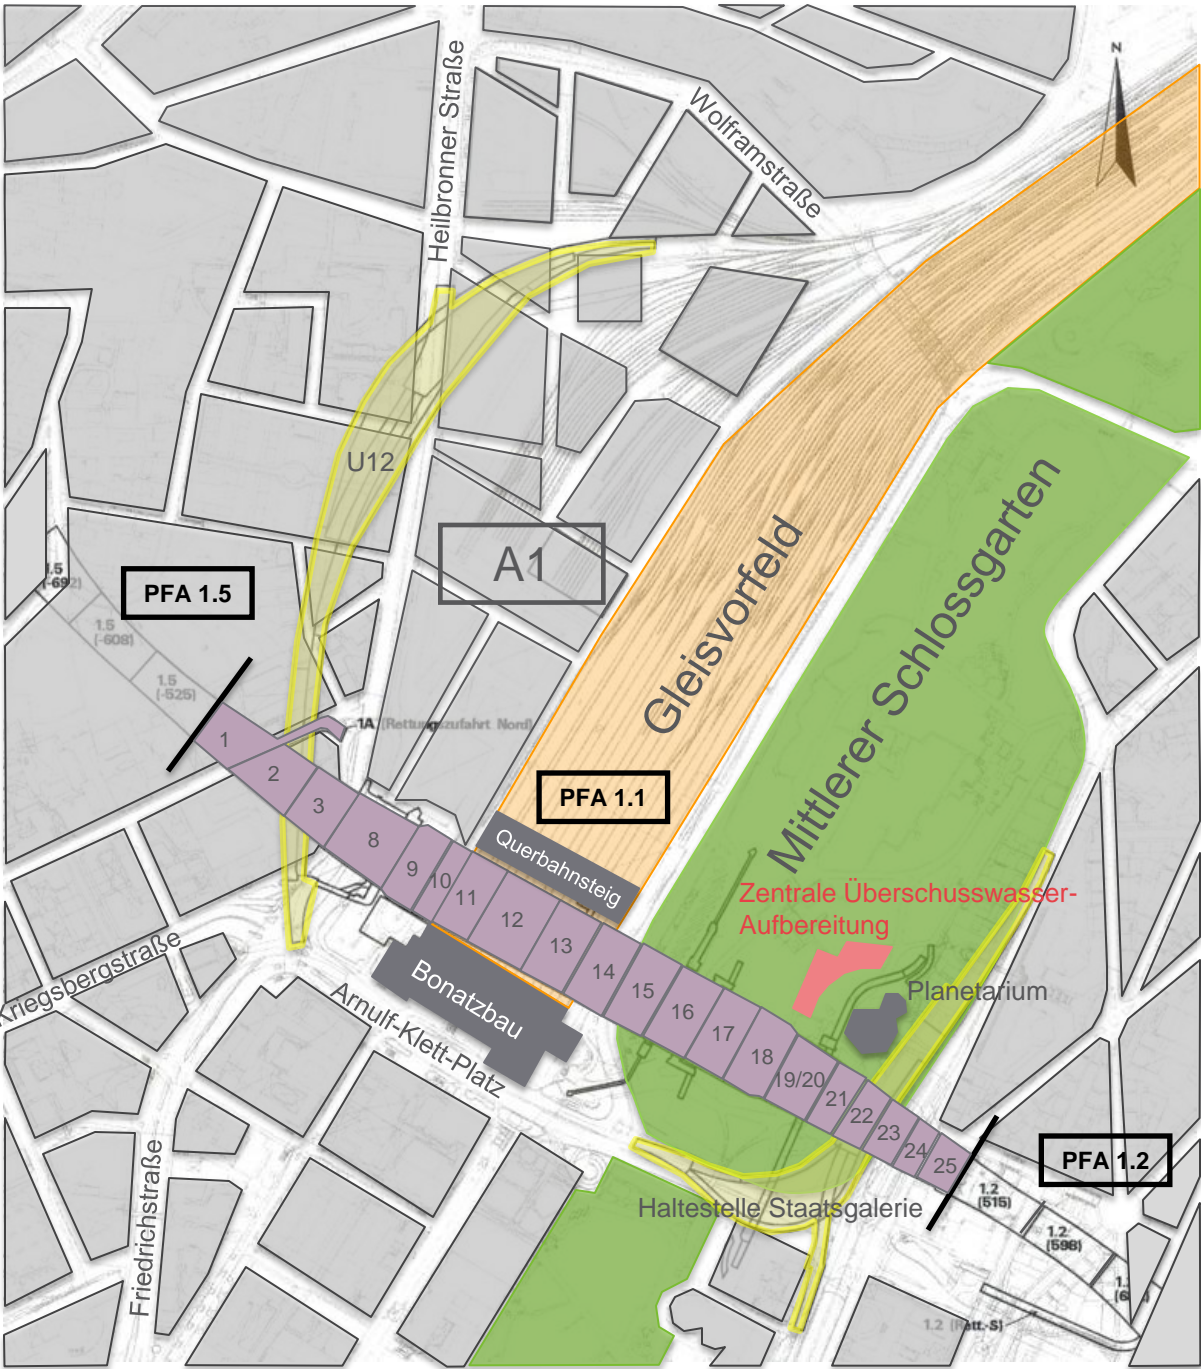 N
Heilbronner Straße
Wolframstraße
U12
A1
Gleisvorfeld
Mittlerer Schlossgarten
1.5
(-692)
PFA 1.5
1.5
(-608)
1.5
(-525)
1A (Rettungszufahrt Nord)
PFA 1.1
Querbahnsteig
1
2
3
8
9
10
11
12
13
14
15
16
17
18
19/20
21
22
23
24
25
Zentrale Überschusswasser-
Aufbereitung
Planetarium
Bonatzbau
Kriegsbergstraße
Arnulf-Klett-Platz
Friedrichstraße
Haltestelle Staatsgalerie
PFA 1.2
1.2
(515)
1.2
(598)
1.2 (Rett.-S)